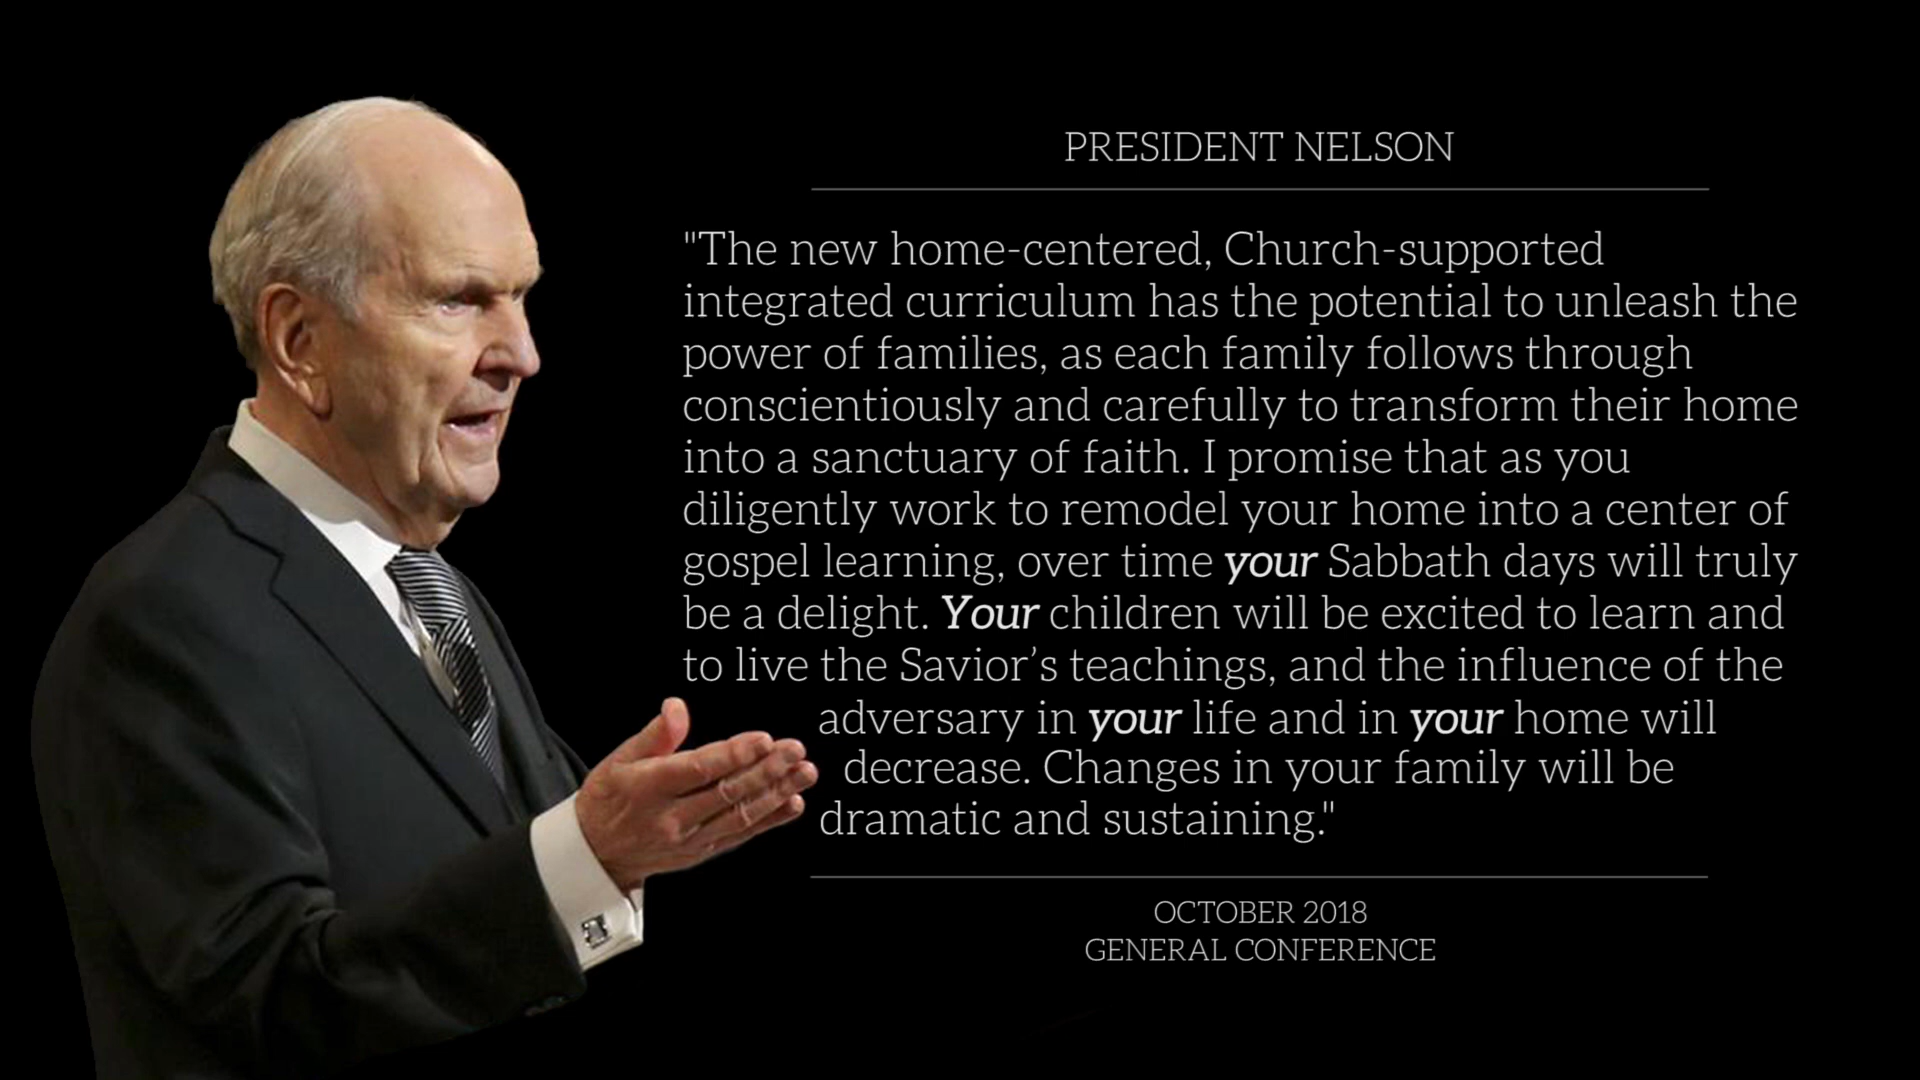 PRESIDENT NELSON
"The new home-centered, Church-supported
integrated curriculum has the potential to unleash the
power of families, as each family follows through
conscientiously and carefully to transform their home
into a sanctuary of faith. I promise that as you
diligently work to remodel your home into a center of
gospel learning, over time your Sabbath days will truly
be a delight. Your children will be excited to learn and
to live the Savior’s teachings, and the influence of the
adversary in your life and in your home will
decrease. Changes in your family will be
dramatic and sustaining."
OCTOBER 2018
GENERAL CONFERENCE